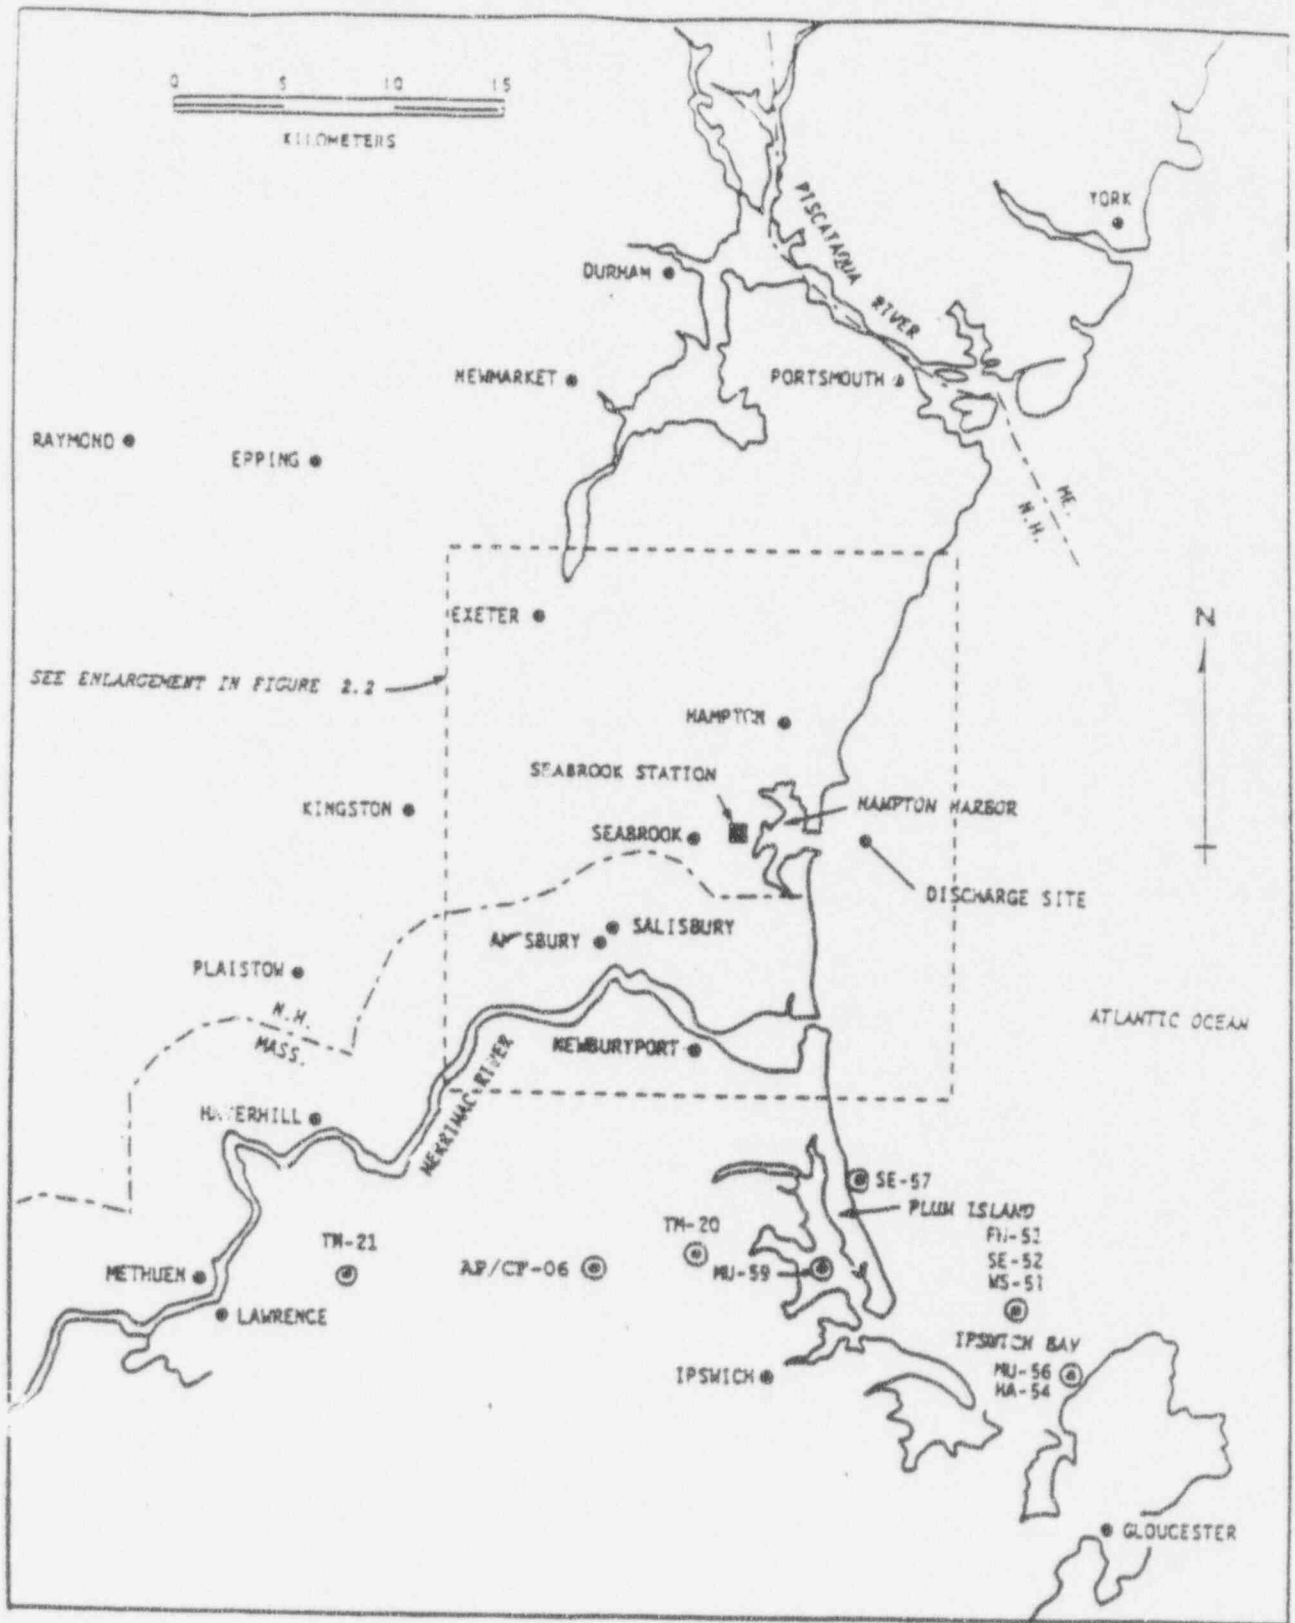 0 5 10 15
KILOMETERS
YORK
PISCATAQUA RIVER
DURHAM
NEWMARKET
PORTSMOUTH
RAYMOND
EPPING
ME.
N.H.
EXETER
N
SEE ENLARGEMENT IN FIGURE 2.2
HAMPTON
SEABROOK STATION
KINGSTON
HAMPTON HARBOR
SEABROOK
DISCHARGE SITE
SALISBURY
AMESBURY
PLAISTOW
N.H.
MASS.
ATLANTIC OCEAN
NEWBURYPORT
MERRIMAC RIVER
HAVERHILL
SE-57
PLUM ISLAND
TM-20
TM-21
AP/CF-06
MU-59
SE-52
WS-51
METHUEN
LAWRENCE
IPSWICH BAY
IPSWICH
MU-56
HA-54
GLOUCESTER